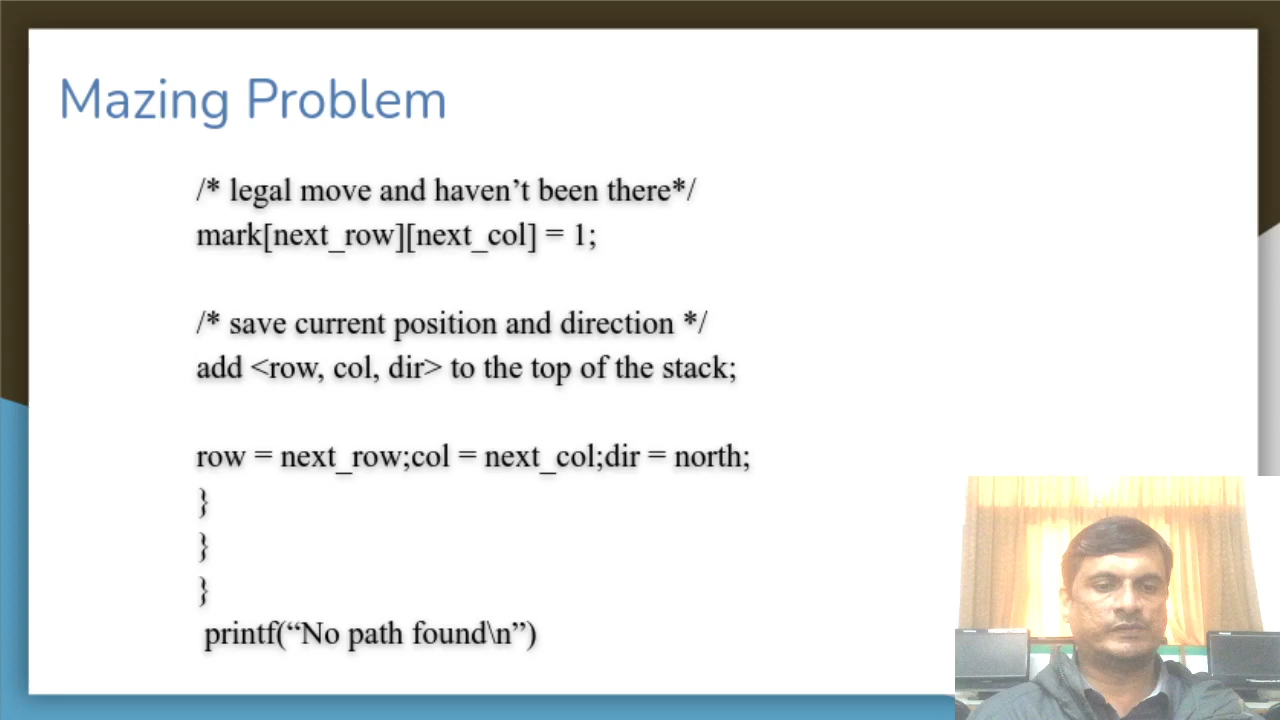 Mazing Problem
/* legal move and haven’t been there*/
mark[next_row][next_col] = 1;
/* save current position and direction */
add <row, col, dir> to the top of the stack;
row = next_row;col = next_col;dir = north;
}
}
}
printf(“No path found\n”)